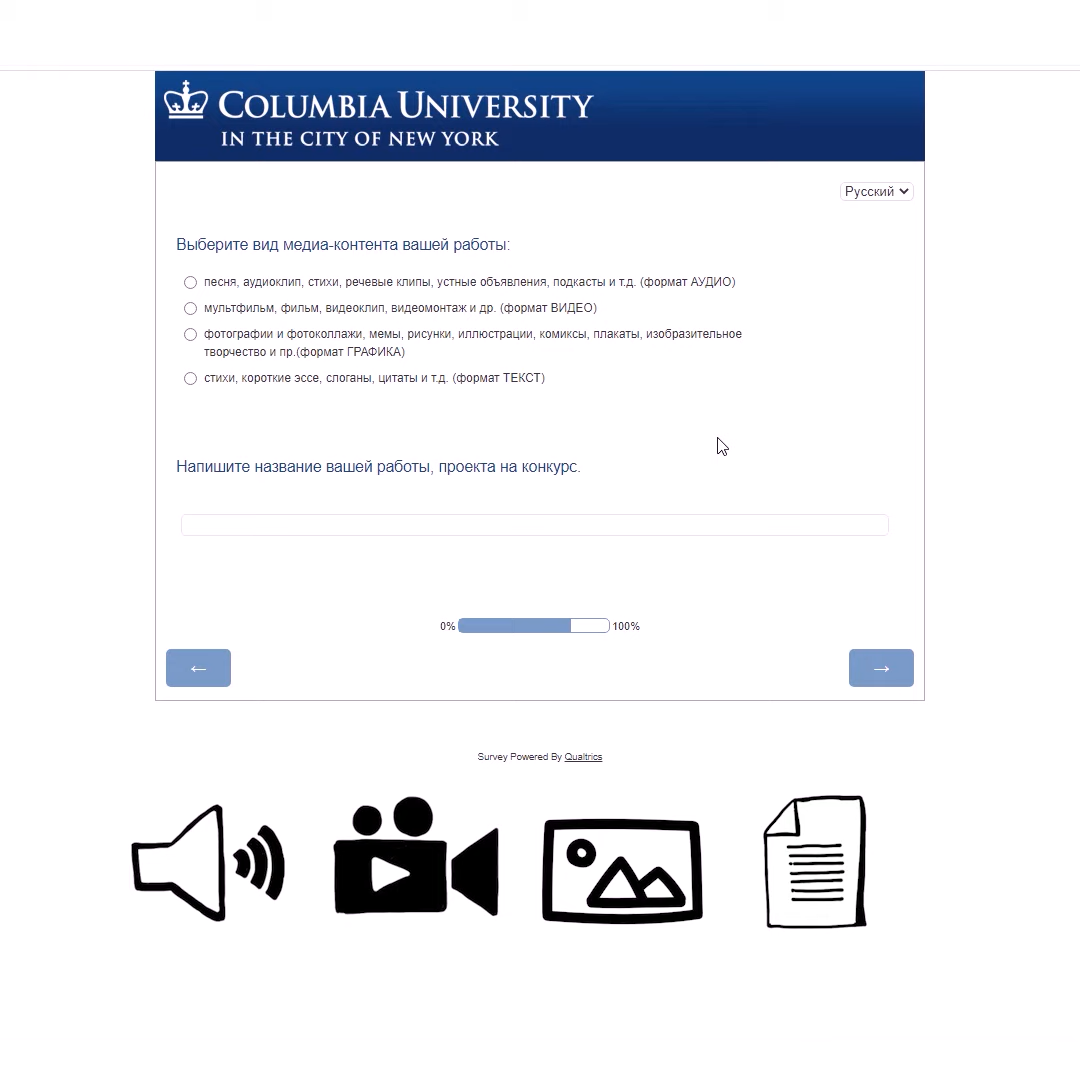 COLUMBIA UNIVERSITY
IN THE CITY OF NEW YORK
Русский
Выберите вид медиа-контента вашей работы:
песня, аудиоклип, стихи, речевые клипы, устные объявления, подкасты и т.д. (формат АУДИО)
мультфильм, фильм, видеоклип, видеомонтаж и др. (формат ВИДЕО)
фотографии и фотоколлажи, мемы, рисунки, иллюстрации, комиксы, плакаты, изобразительное
творчество и пр.(формат ГРАФИКА)
стихи, короткие эссе, слоганы, цитаты и т.д. (формат ТЕКСТ)
Напишите название вашей работы, проекта на конкурс.
0% 100%
← →
Survey Powered By Qualtrics